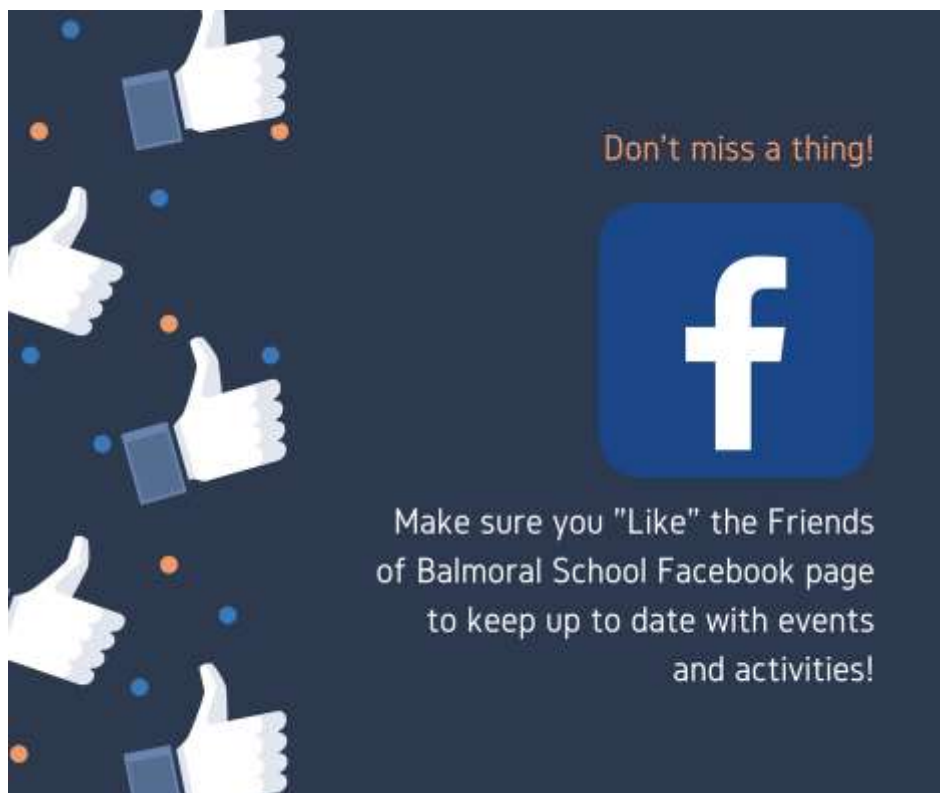 Don't miss a thing!
f
Make sure you "Like" the Friends
of Balmoral School Facebook page
to keep up to date with events
and activities!